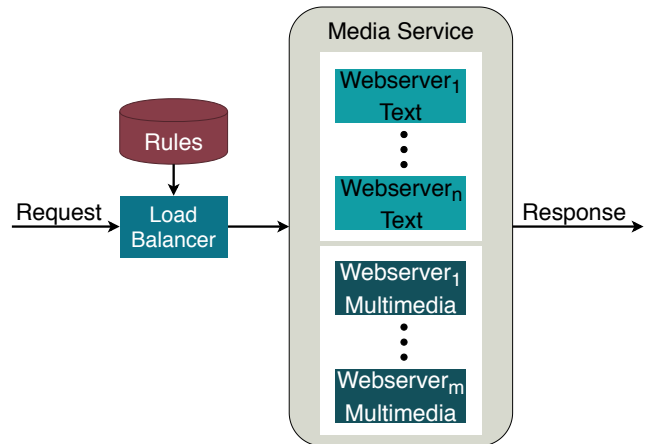 Media Service
Webserver₁
Text
Webserverₙ
Text
Rules
Request
Load
Balancer
Response
Webserver₁
Multimedia
Webserverₘ
Multimedia